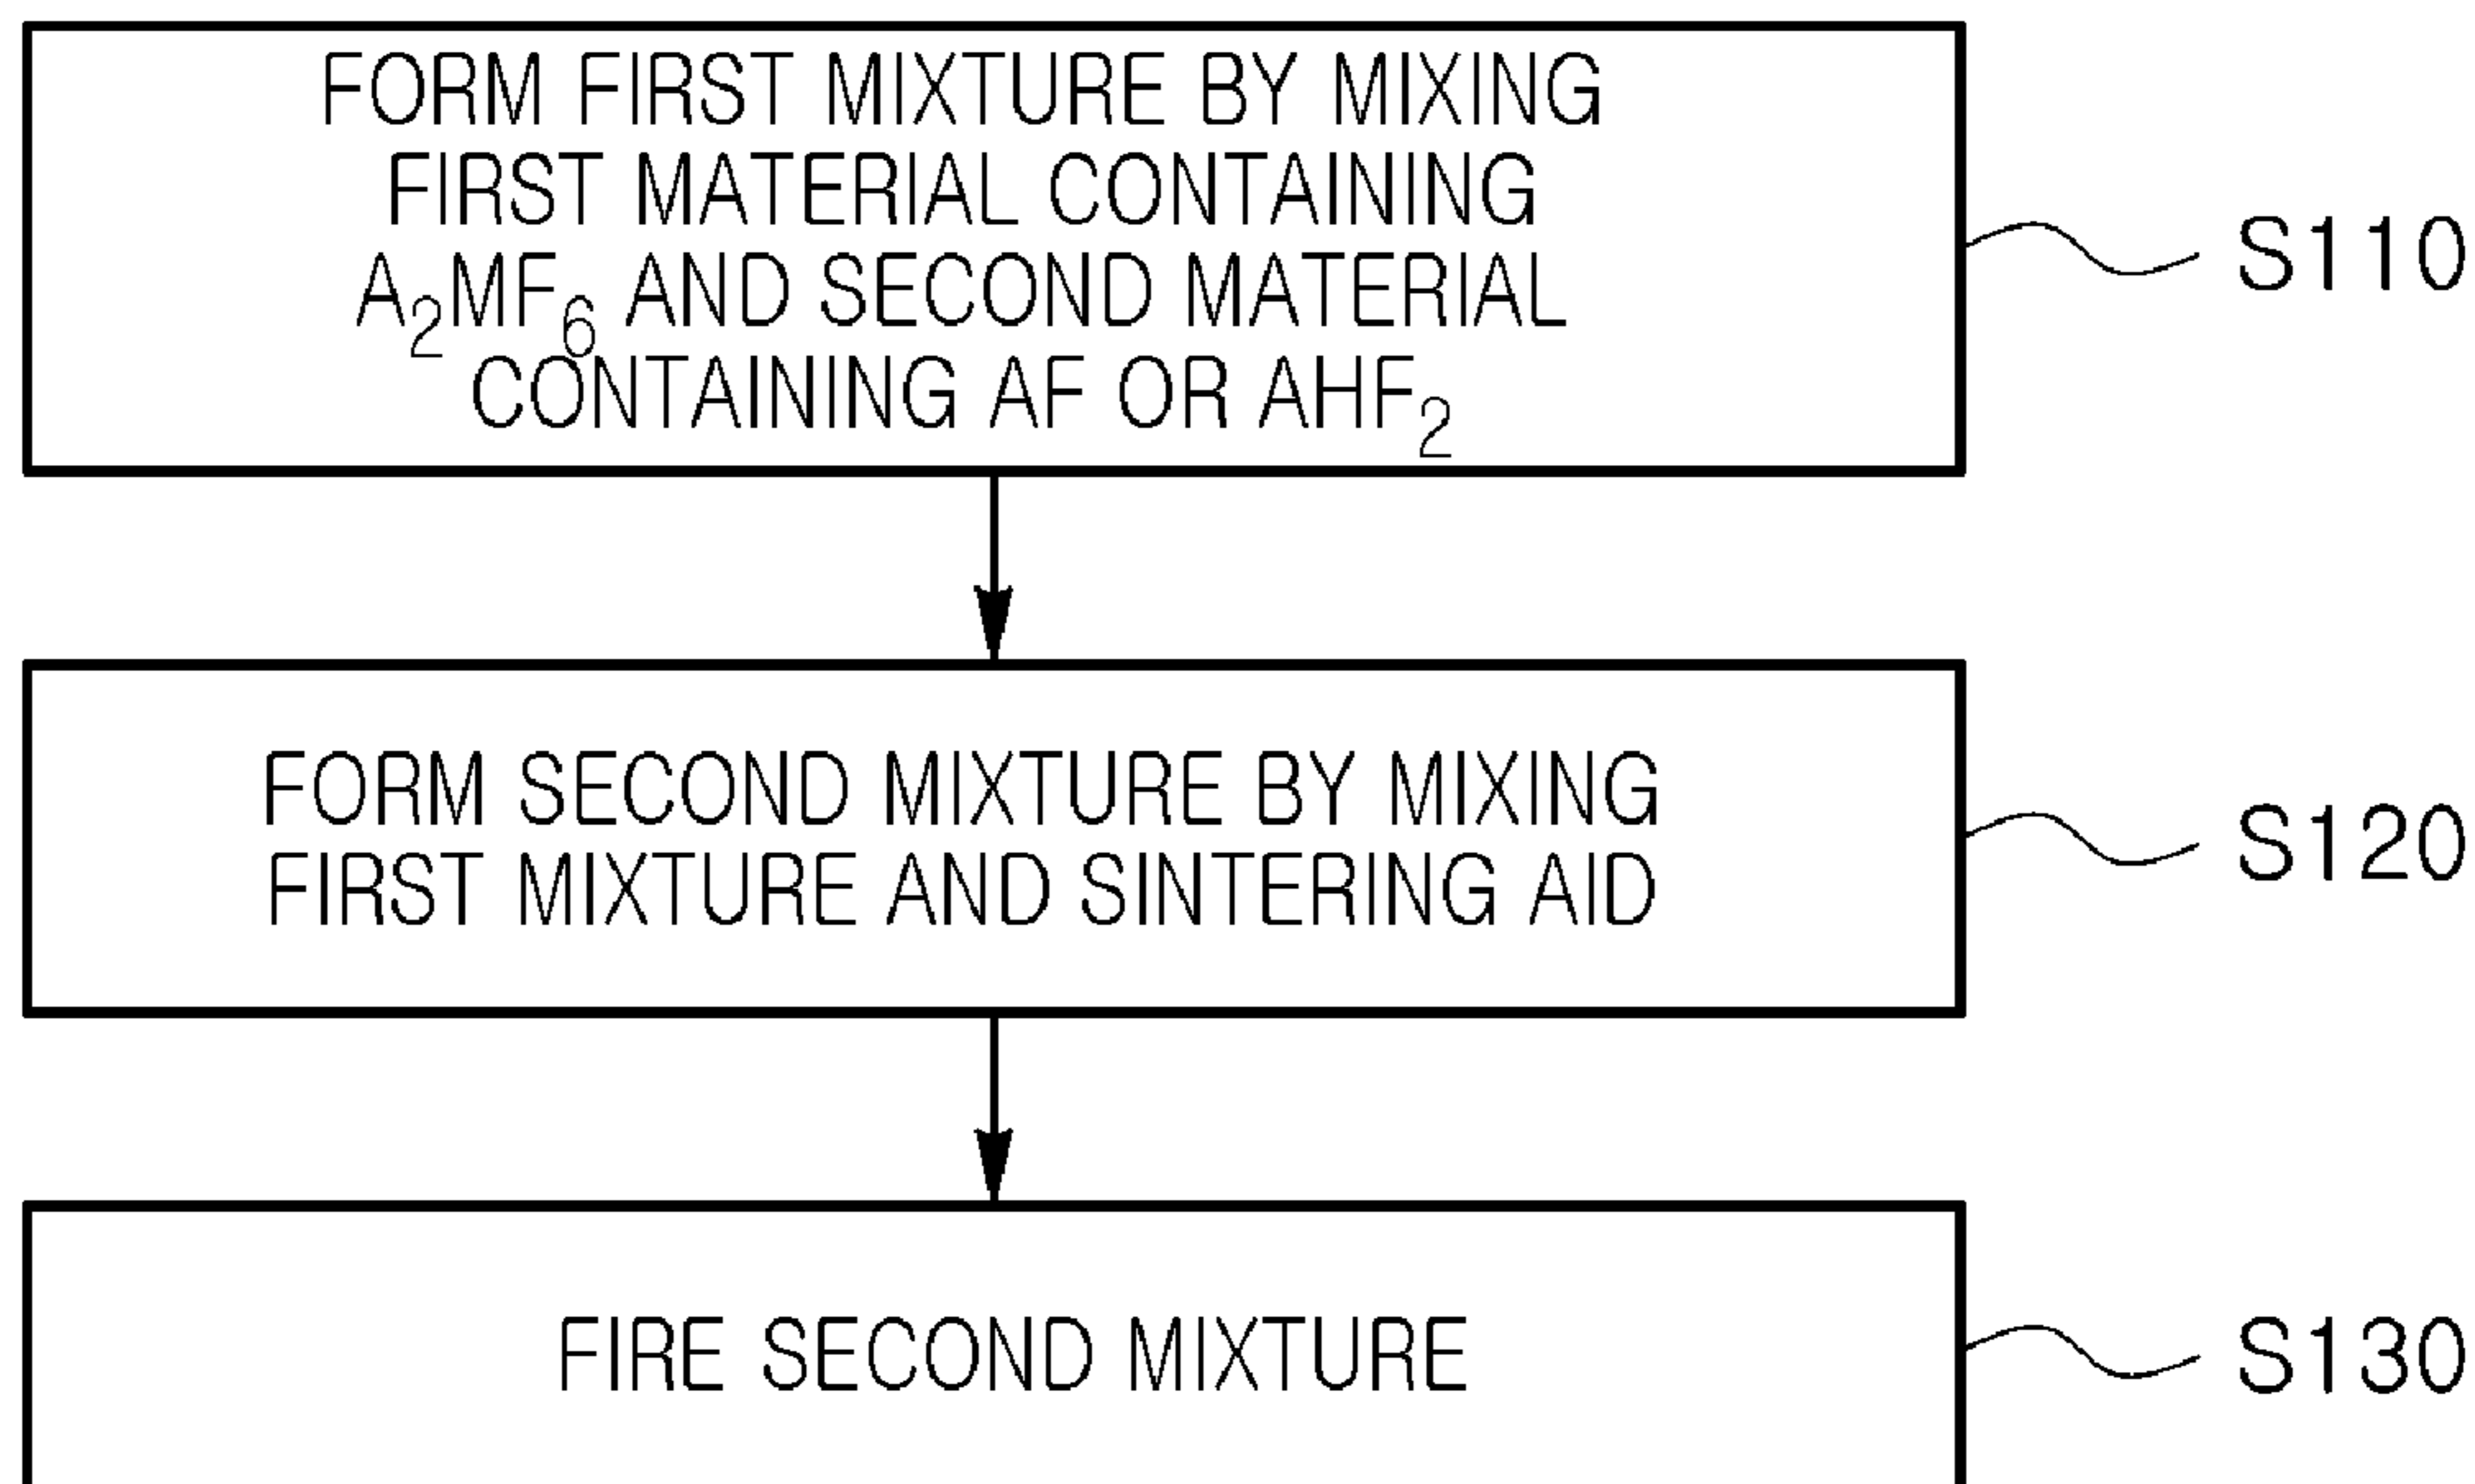 FORM FIRST MIXTURE BY MIXING
FIRST MATERIAL CONTAINING
A₂MF₆ AND SECOND MATERIAL
CONTAINING AF OR AHF₂
S110
FORM SECOND MIXTURE BY MIXING
FIRST MIXTURE AND SINTERING AID
S120
FIRE SECOND MIXTURE
S130